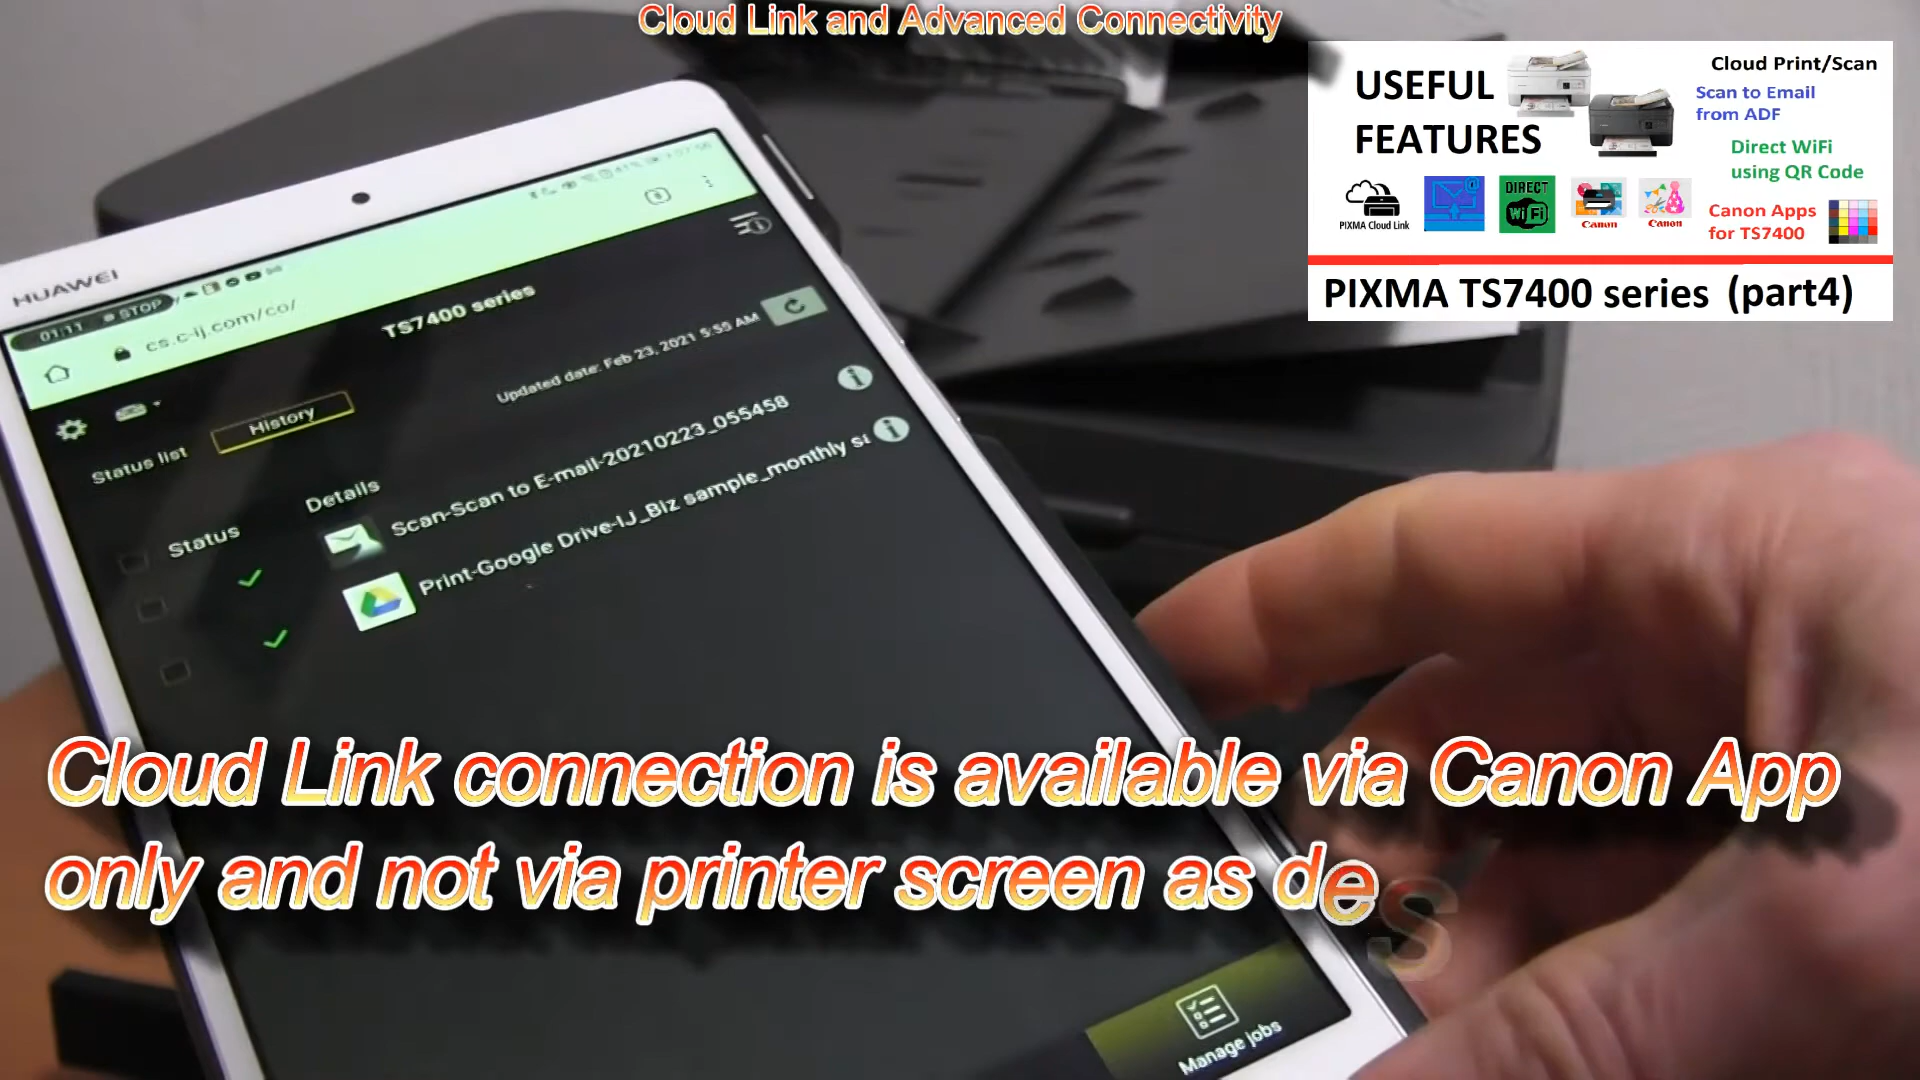 Cloud Link and Advanced Connectivity
USEFUL
FEATURES
Cloud Print/Scan
Scan to Email
from ADF
Direct WiFi
using QR Code
PIXMA Cloud Link
DIRECT
WiFi
Canon
Canon
Canon Apps
for TS7400
PIXMA TS7400 series (part4)
HUAWEI
01:11 STOP
cs.c-ij.com/co/
TS7400 series
Updated date: Feb 23, 2021 5:55 AM
Status list
History
Status
Details
Scan-Scan to E-mail-20210223_055458
Print-Google Drive-IJ_Biz sample_monthly
Cloud Link connection is available via Canon App
only and not via printer screen as des
Manage jobs